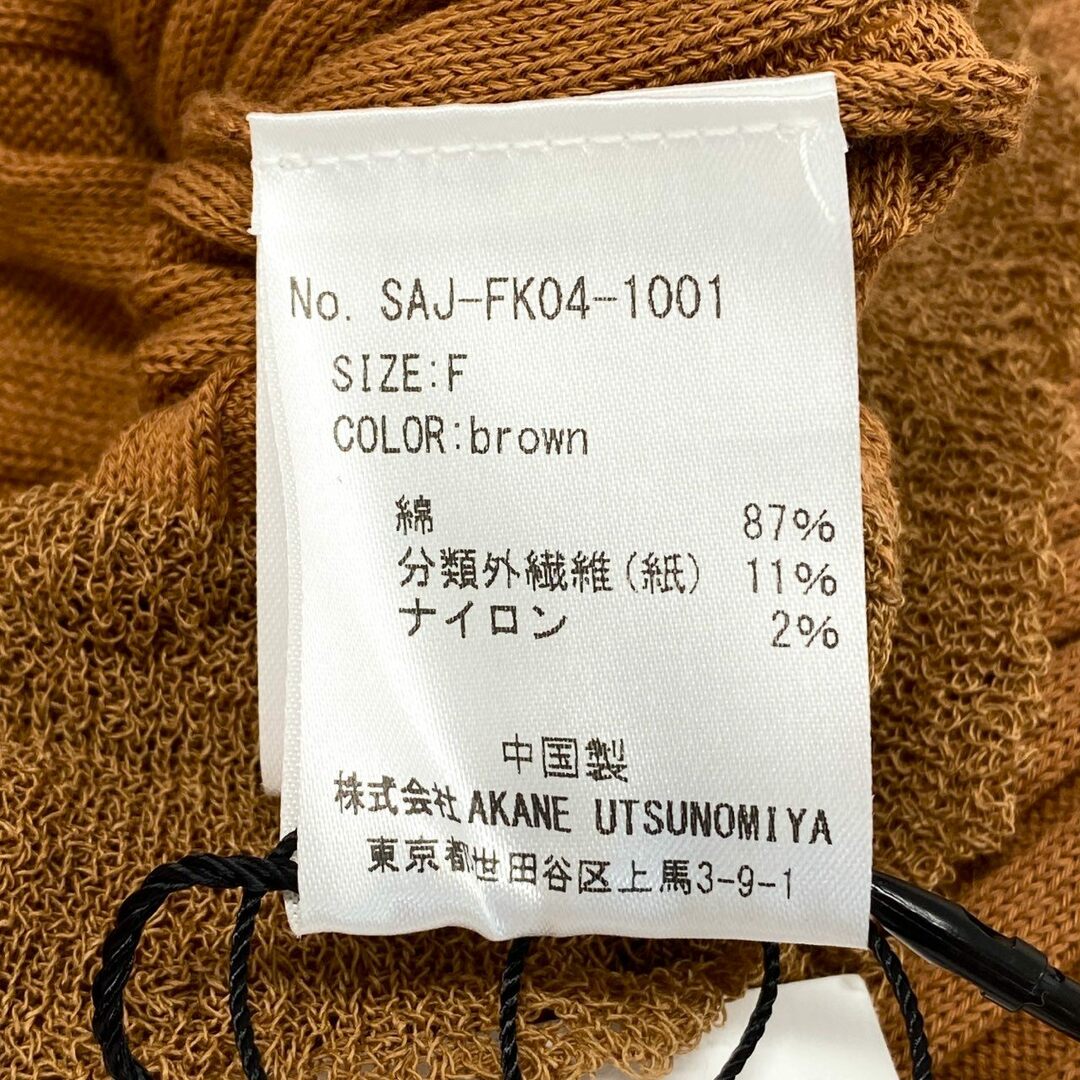 No. SAJ-FK04-1001
SIZE:F
COLOR:brown
綿 87%
分類外繊維(紙) 11%
ナイロン 2%
中国製
株式会社AKANE UTSUNOMIYA
東京都世田谷区上馬3-9-1